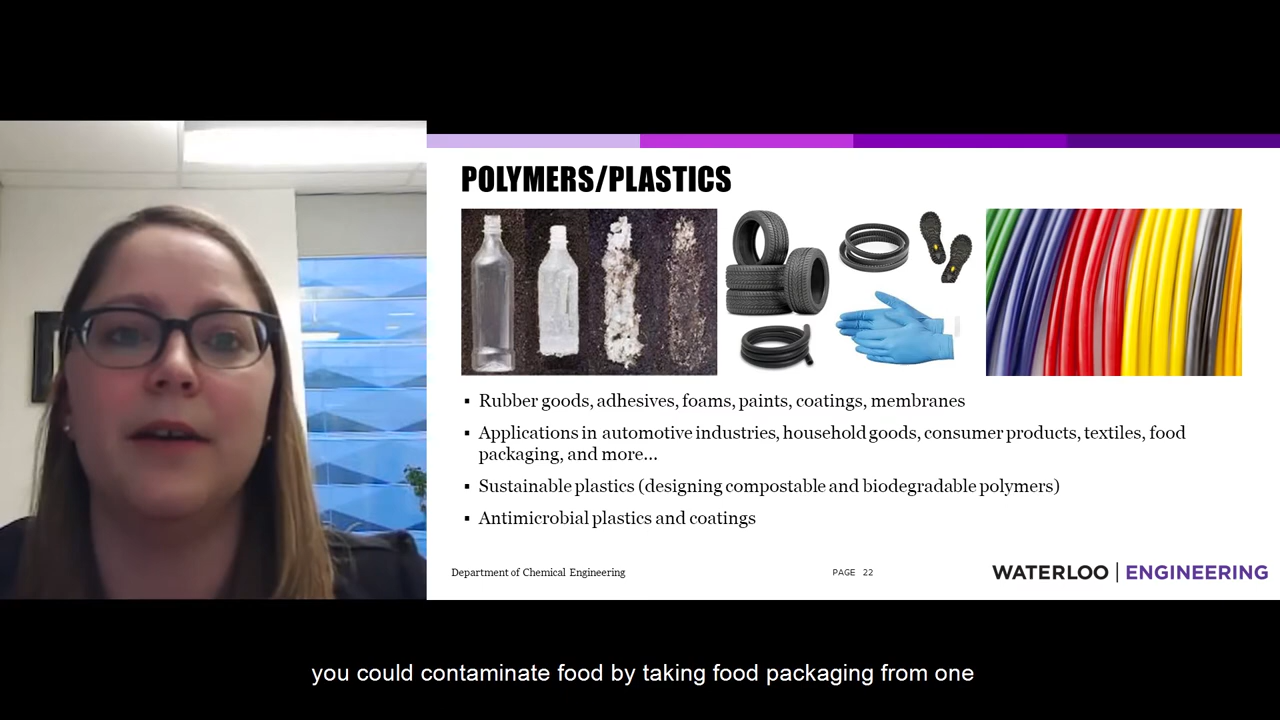 POLYMERS/PLASTICS
▪ Rubber goods, adhesives, foams, paints, coatings, membranes
▪ Applications in automotive industries, household goods, consumer products, textiles, food
packaging, and more...
▪ Sustainable plastics (designing compostable and biodegradable polymers)
▪ Antimicrobial plastics and coatings
Department of Chemical Engineering
PAGE 22
WATERLOO | ENGINEERING
you could contaminate food by taking food packaging from one